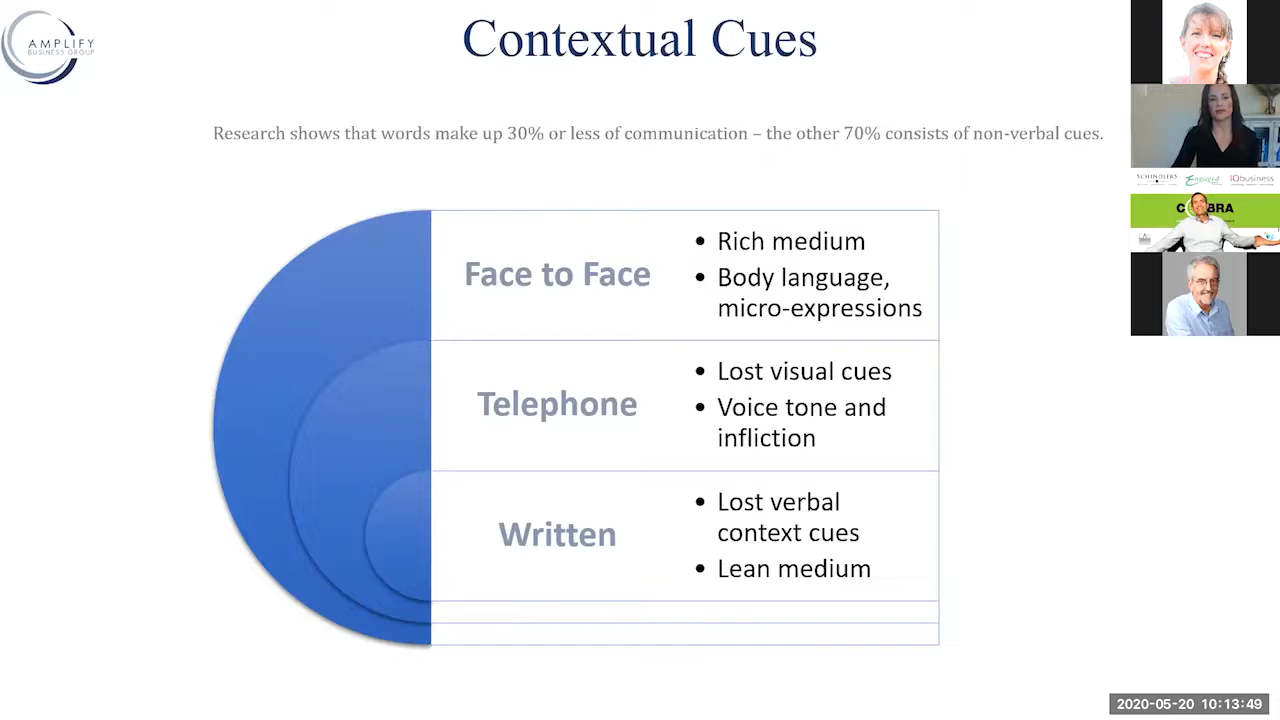 AMPLIFY
BUSINESS GROUP
Contextual Cues
Research shows that words make up 30% or less of communication – the other 70% consists of non-verbal cues.
Face to Face
• Rich medium
• Body language,
micro-expressions
Telephone
• Lost visual cues
• Voice tone and
infliction
Written
• Lost verbal
context cues
• Lean medium
SCHINDLERS
Engaged
IQbusiness
2020-05-20 10:13:49